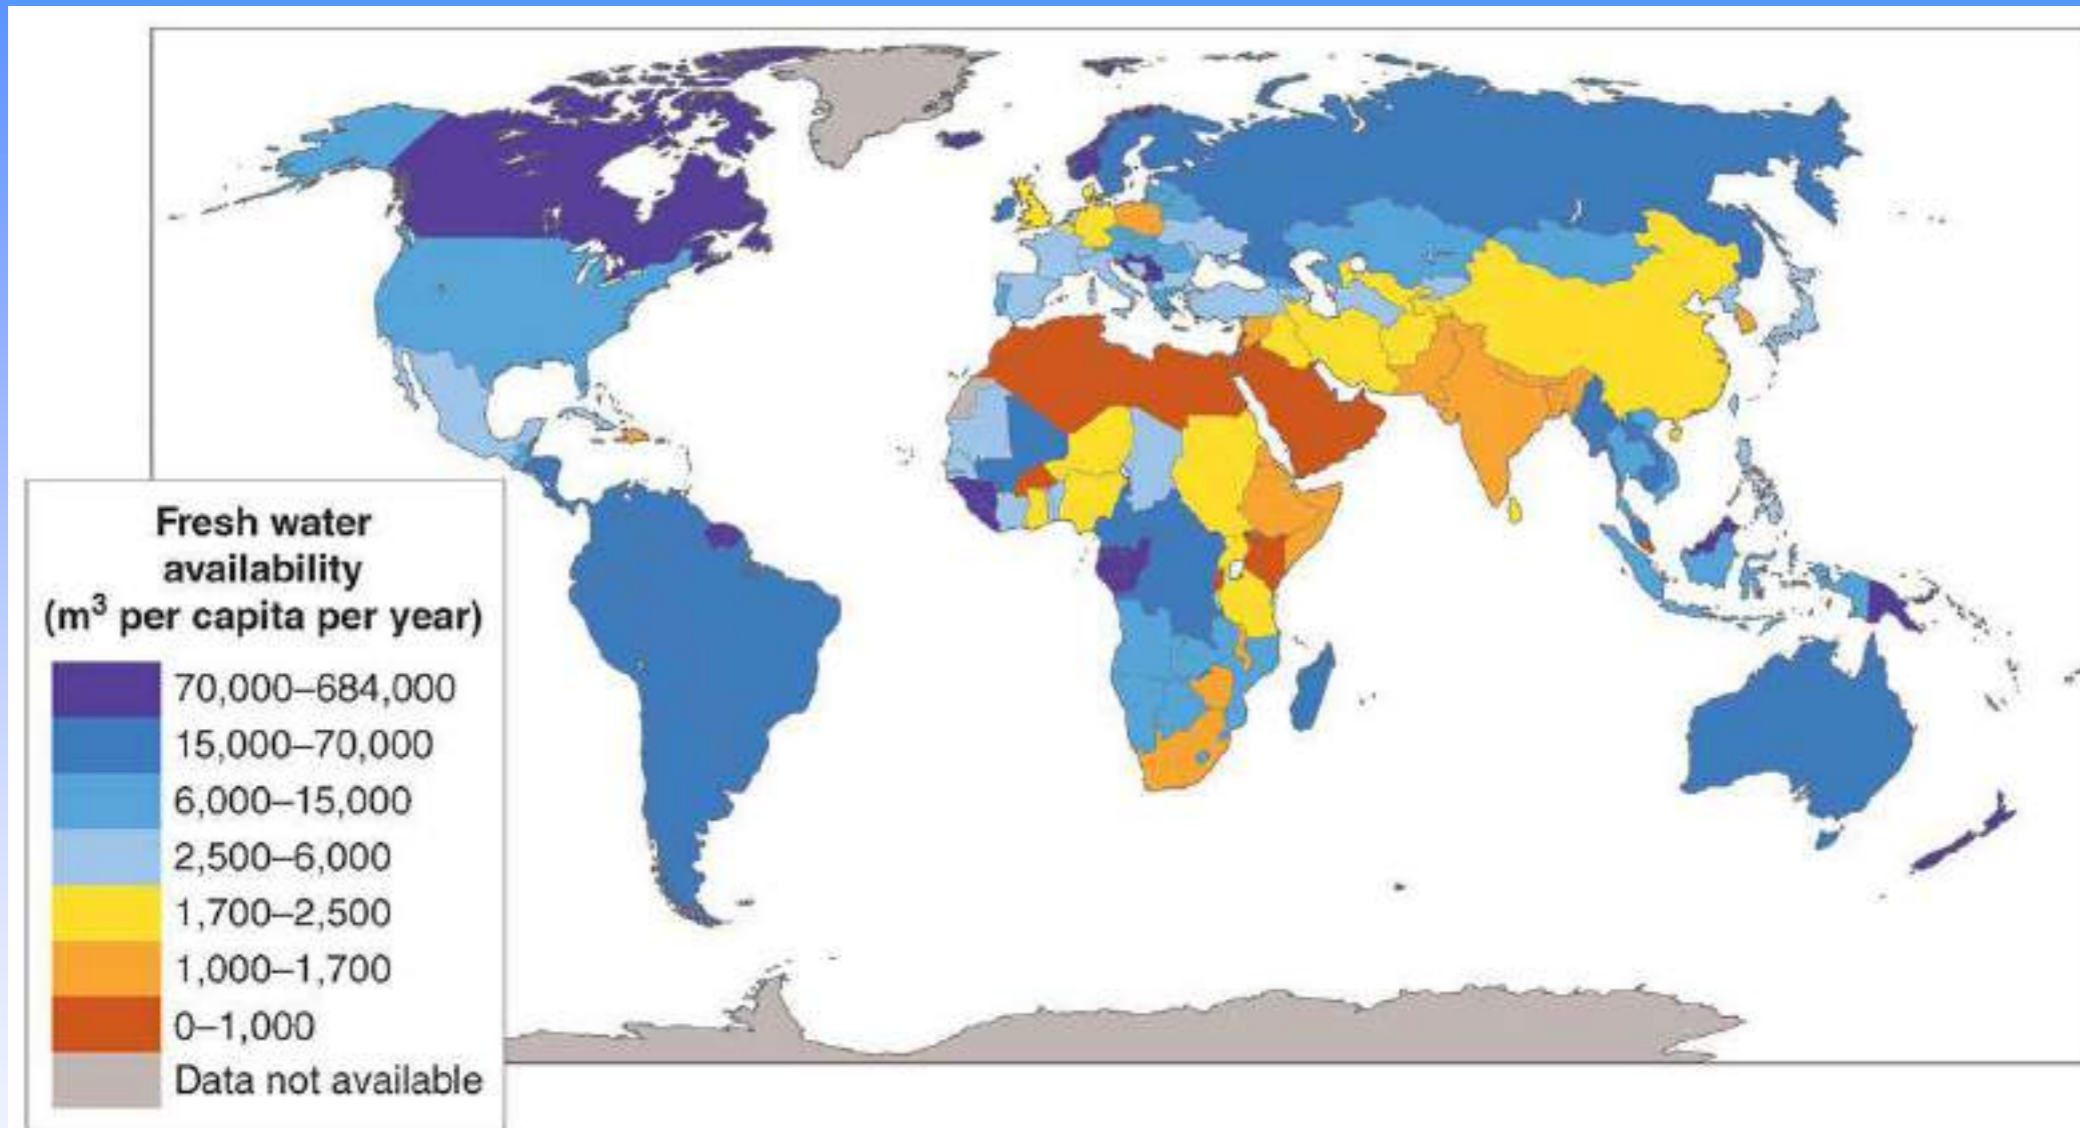 Fresh water
availability
(m³ per capita per year)
70,000–684,000
15,000–70,000
6,000–15,000
2,500–6,000
1,700–2,500
1,000–1,700
0–1,000
Data not available